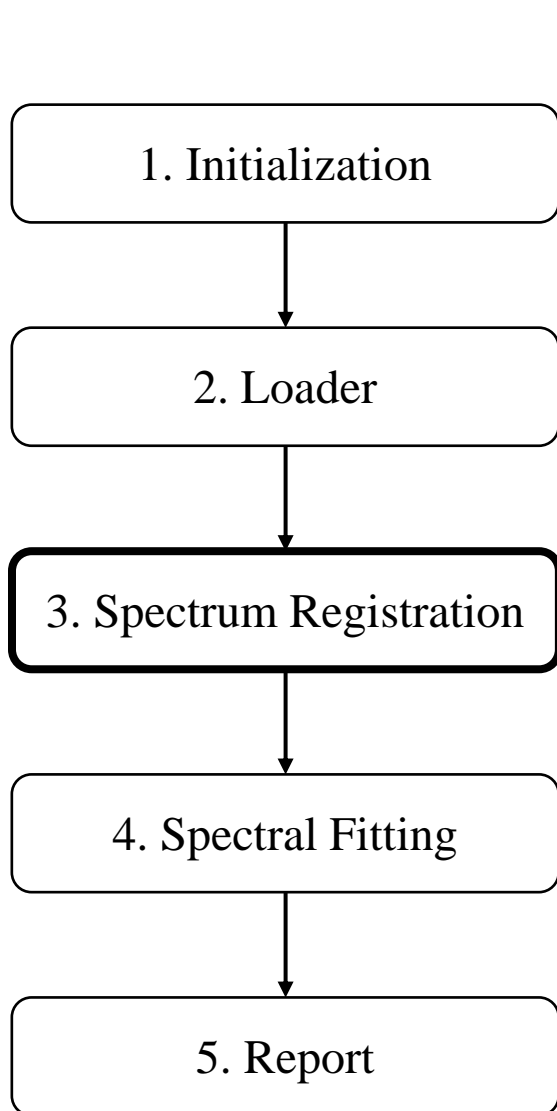 1. Initialization
2. Loader
3. Spectrum Registration
4. Spectral Fitting
5. Report